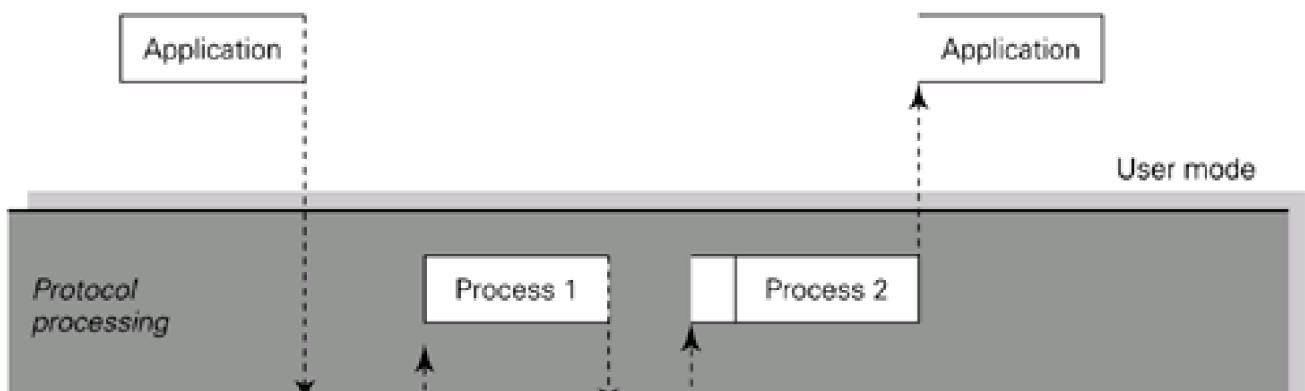 Application
Application
User mode
Protocol
processing
Process 1
Process 2